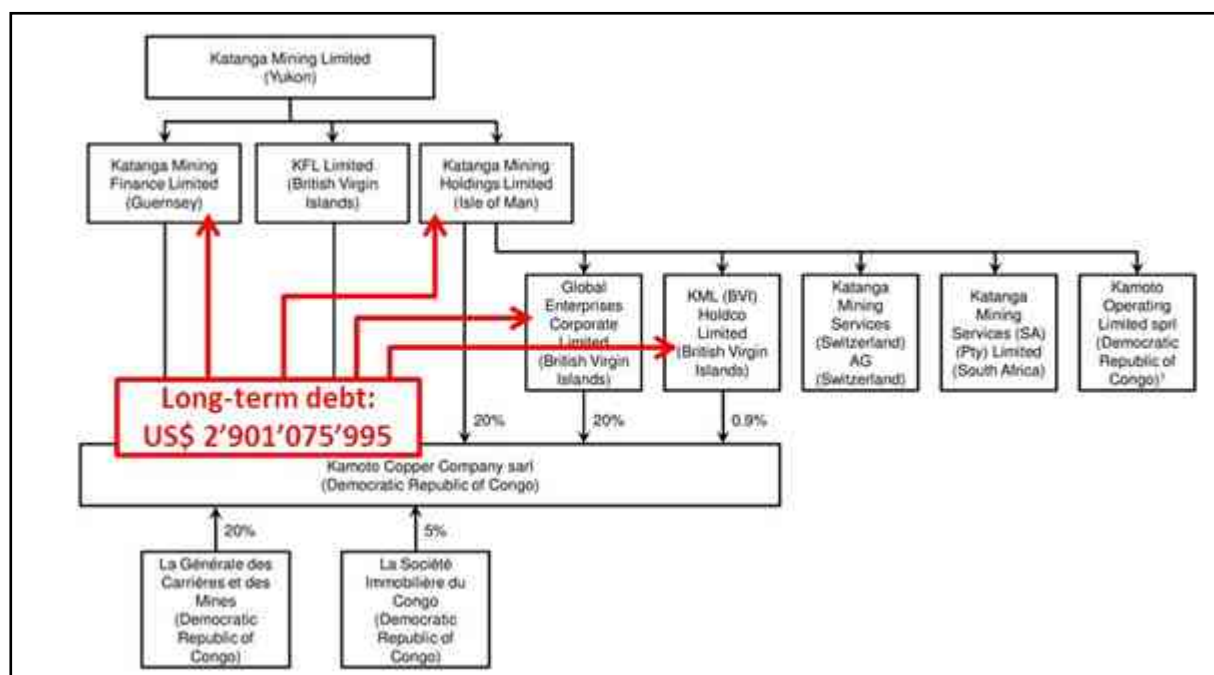 Katanga Mining Limited
(Yukon)
Katanga Mining
Finance Limited
(Guernsey)
KFL Limited
(British Virgin
Islands)
Katanga Mining
Holdings Limited
(Isle of Man)
Global
Enterprises
Corporate
Limited
(British Virgin
Islands)
KML (BVI)
Holdco
Limited
(British Virgin
Islands)
Katanga
Mining
Services
(Switzerland)
AG
(Switzerland)
Katanga
Mining
Services (SA)
(Pty) Limited
(South Africa)
Kamoto
Operating
Limited sprl
(Democratic
Republic of
Congo)¹
Long-term debt:
US$ 2’901’075’995
20%
20%
0.9%
Kamoto Copper Company sarl
(Democratic Republic of Congo)
20%
5%
La Générale des
Carrières et des
Mines
(Democratic
Republic of
Congo)
La Société
Immobilière du
Congo
(Democratic
Republic of
Congo)